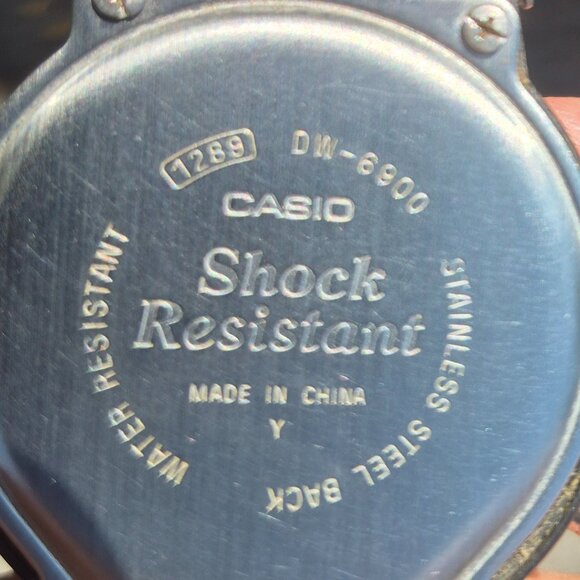 1289 DW-6900
CASIO
Shock
Resistant
MADE IN CHINA
Y
WATER RESISTANT
STAINLESS STEEL BACK